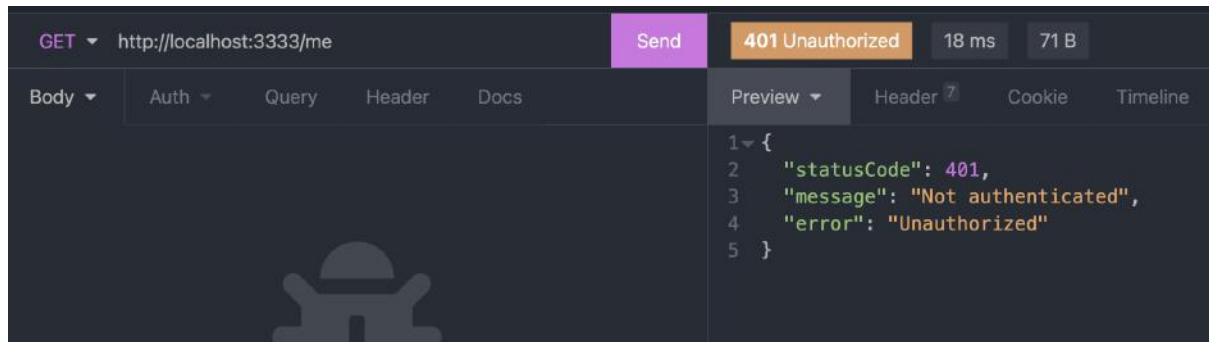 GET http://localhost:3333/me Send 401 Unauthorized 18 ms 71 B
Body Auth Query Header Docs Preview Header 7 Cookie Timeline
1 {
2 "statusCode": 401,
3 "message": "Not authenticated",
4 "error": "Unauthorized"
5 }